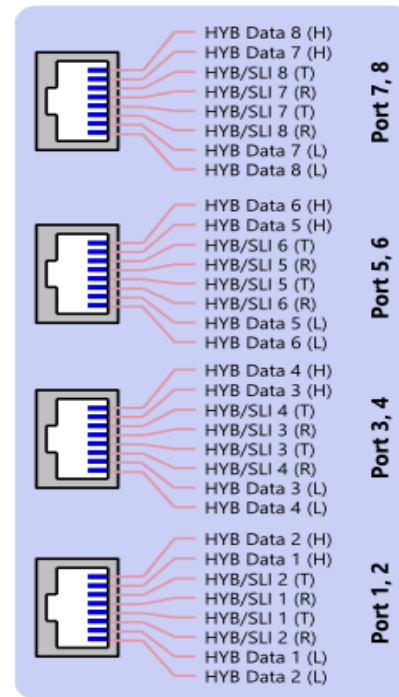 HYB Data 8 (H)
HYB Data 7 (H)
HYB/SLI 8 (T)
HYB/SLI 7 (R)
HYB/SLI 7 (T)
HYB/SLI 8 (R)
HYB Data 7 (L)
HYB Data 8 (L)
Port 7, 8
HYB Data 6 (H)
HYB Data 5 (H)
HYB/SLI 6 (T)
HYB/SLI 5 (R)
HYB/SLI 5 (T)
HYB/SLI 6 (R)
HYB Data 5 (L)
HYB Data 6 (L)
Port 5, 6
HYB Data 4 (H)
HYB Data 3 (H)
HYB/SLI 4 (T)
HYB/SLI 3 (R)
HYB/SLI 3 (T)
HYB/SLI 4 (R)
HYB Data 3 (L)
HYB Data 4 (L)
Port 3, 4
HYB Data 2 (H)
HYB Data 1 (H)
HYB/SLI 2 (T)
HYB/SLI 1 (R)
HYB/SLI 1 (T)
HYB/SLI 2 (R)
HYB Data 1 (L)
HYB Data 2 (L)
Port 1, 2